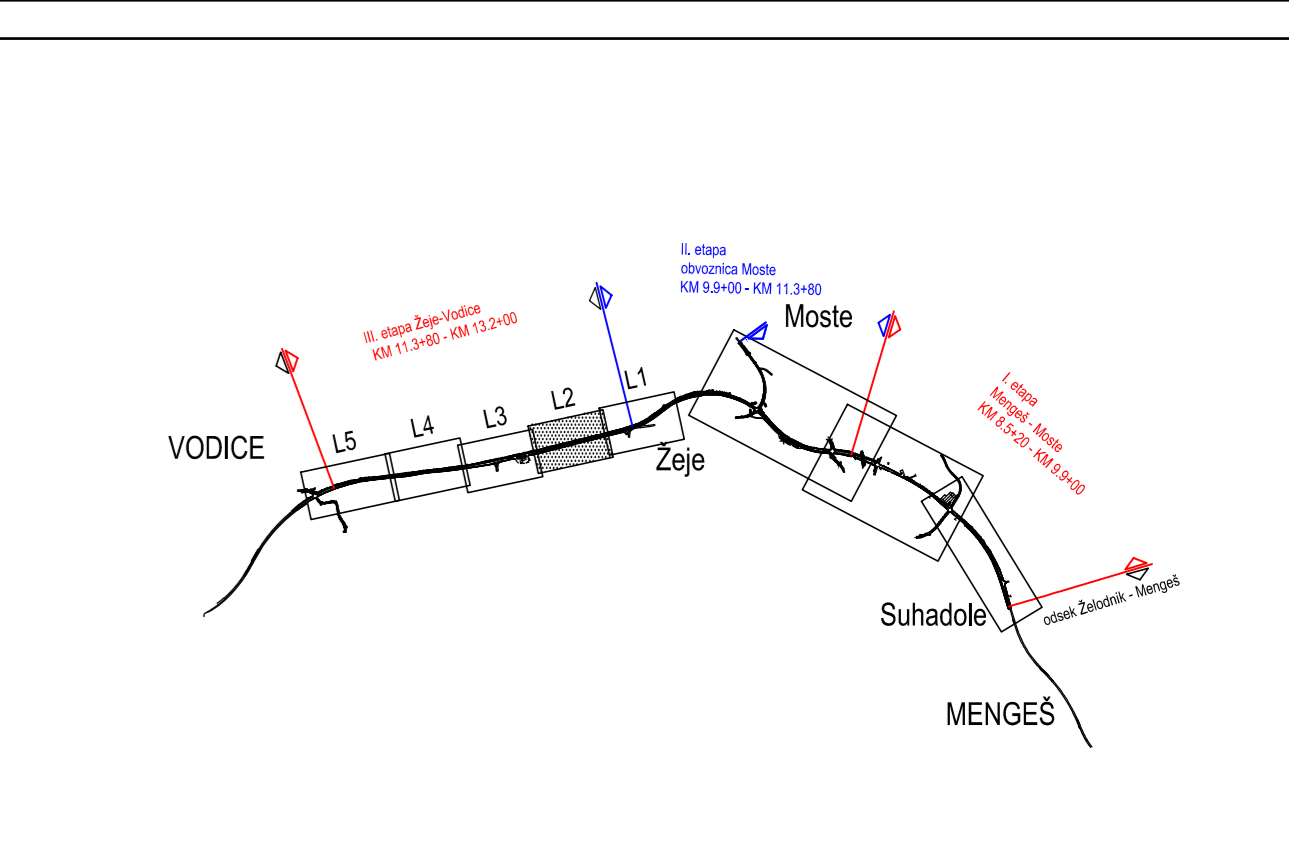 II. etapa
obvoznica Moste
KM 9.9+00 - KM 11.3+80
Moste
III. etapa Žeje-Vodice
KM 11.3+80 - KM 13.2+00
I. etapa
Mengeš - Moste
KM 8.5+20 - KM 9.9+00
L1
L2
L3
L4
L5
VODICE
Žeje
Suhadole
odsek Želodnik - Mengeš
MENGEŠ